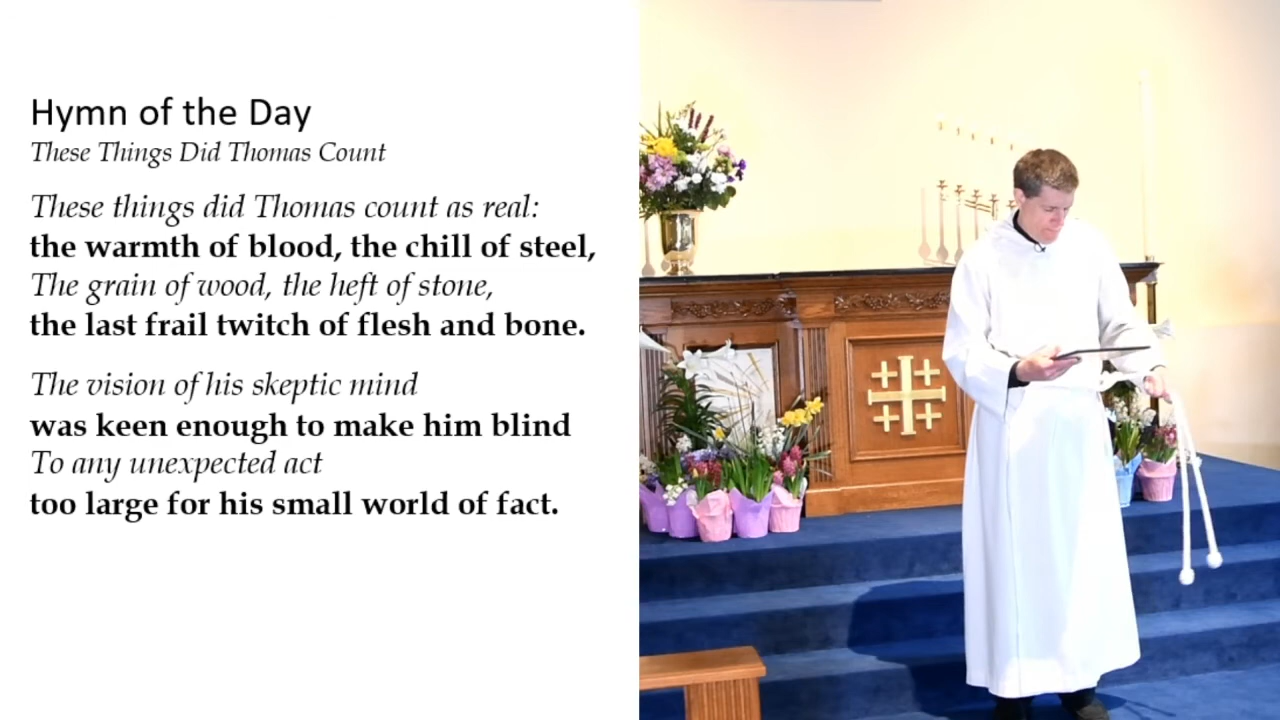 Hymn of the Day
These Things Did Thomas Count
These things did Thomas count as real:
the warmth of blood, the chill of steel,
The grain of wood, the heft of stone,
the last frail twitch of flesh and bone.
The vision of his skeptic mind
was keen enough to make him blind
To any unexpected act
too large for his small world of fact.